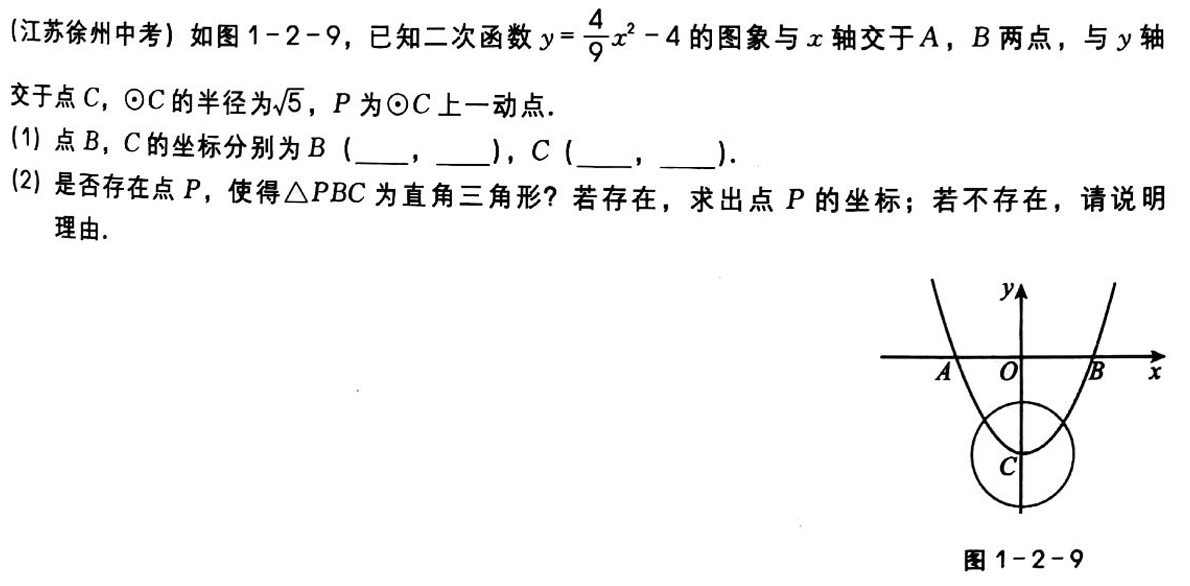 (江苏徐州中考) 如图1-2-9, 已知二次函数 y=4/9x²-4的图象与 x 轴交于A, B 两点, 与 y 轴
交于点 C, ⊙C的半径为√5, P 为⊙C 上一动点.
(1) 点 B, C 的坐标分别为 B (____, ____), C (____, ____).
(2) 是否存在点 P, 使得△PBC 为直角三角形? 若存在, 求出点 P 的坐标; 若不存在, 请说明
理由.
y
A O B x
C
图 1-2-9